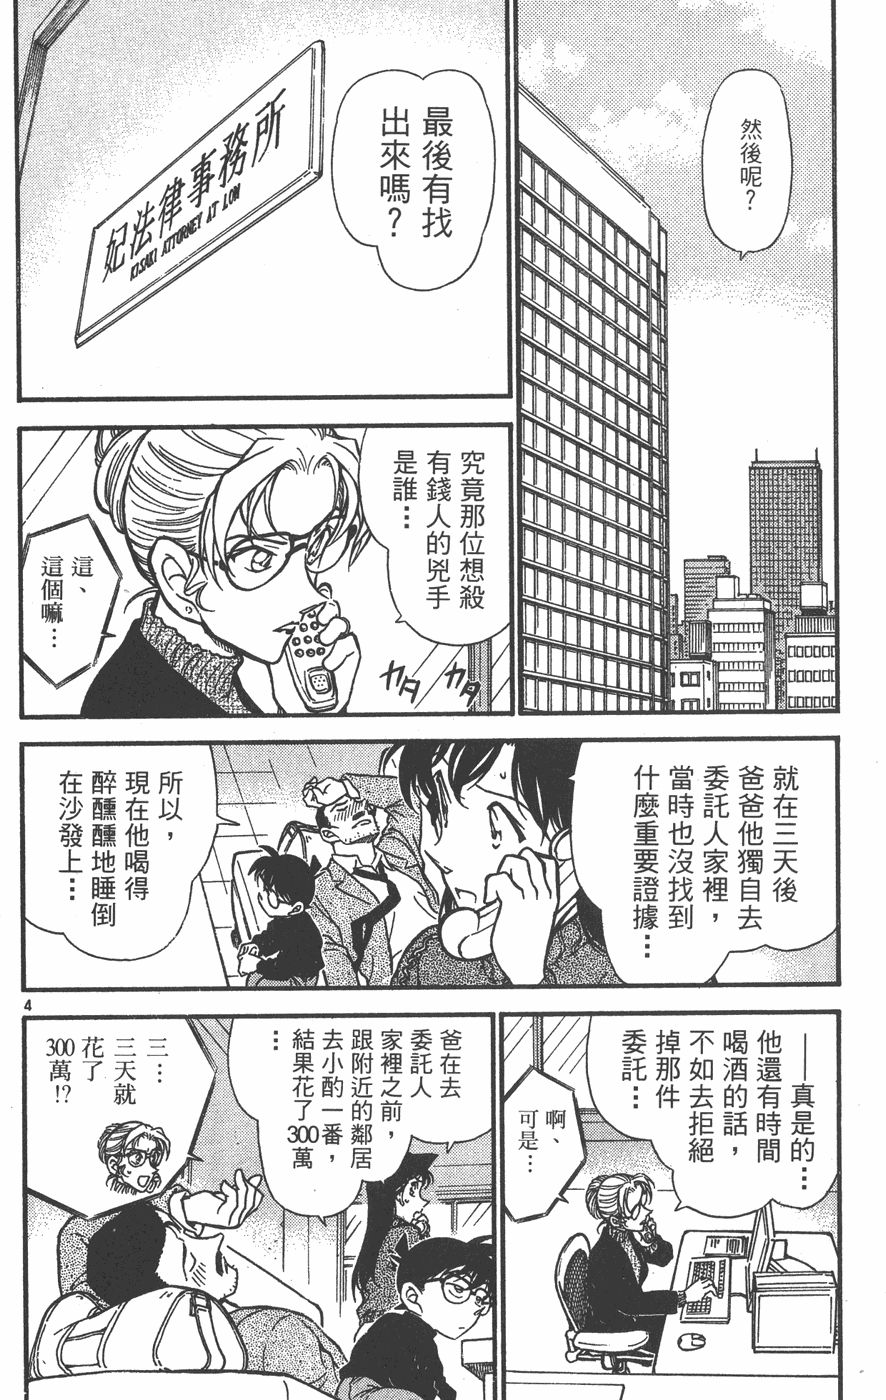 然後呢?
最後有找
出來嗎?
妃法律事務所
KISAKI ATTORNEY AT LOW
究竟那位想殺
有錢人的兇手
是誰…
這、
這個嘛…
カタ
カタ
就在三天後
爸爸他獨自去
委託人家裡，
當時也沒找到
什麼重要證據…
所以，
現在他喝得
醉醺醺地睡倒
在沙發上…
4
——真是的…
他還有時間
喝酒的話，
不如去拒絕
掉那件
委託…
啊、
可是…
爸在去
委託人
家裡之前，
跟附近的鄰居
去小酌一番，
結果花了300萬
…
三…
三天就
花了
300萬!?